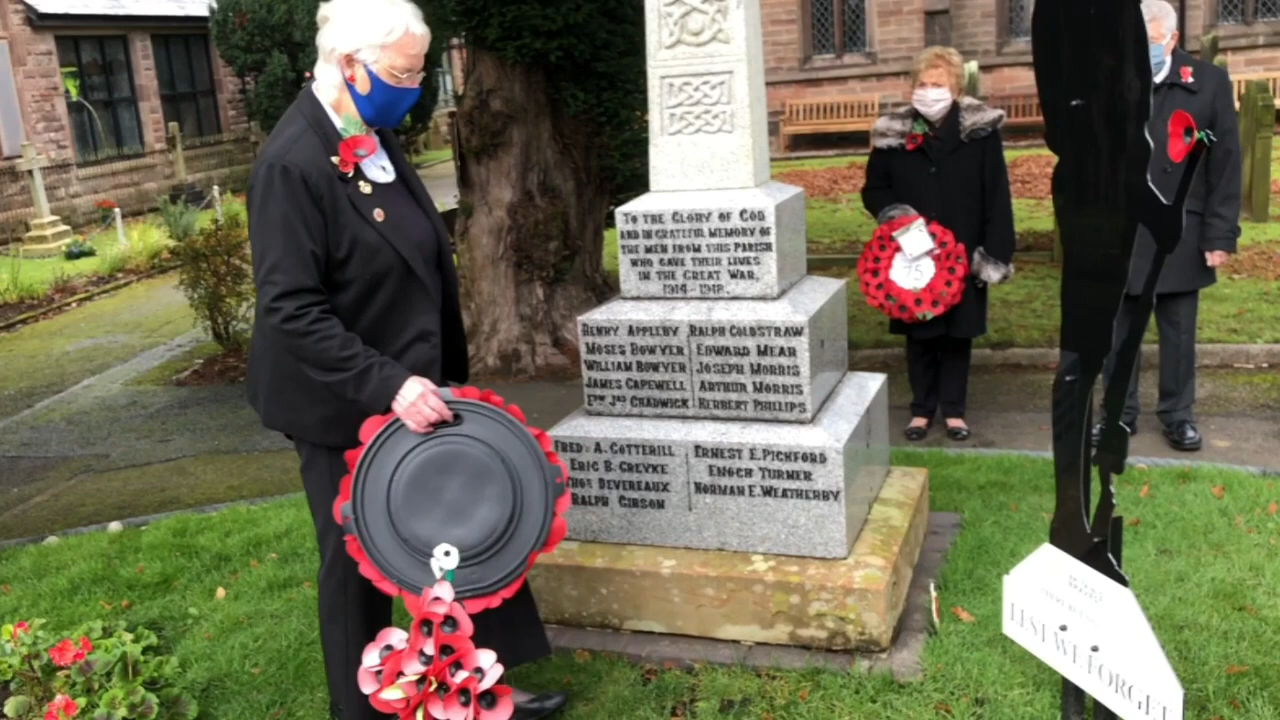 TO THE GLORY OF GOD
AND IN GRATEFUL MEMORY OF
THE MEN FROM THIS PARISH
WHO GAVE THEIR LIVES
IN THE GREAT WAR,
1914-1918.
HENRY APPLEBY RALPH GOLDSTRAW
MOSES BOWYER EDWARD MEAR
WILLIAM BOWYER JOSEPH MORRIS
JAMES CAPEWELL ARTHUR MORRIS
CHADWICK HERBERT PHILLIPS
FRED. A. COTTERILL ERNEST E. PICKFORD
ERIC B. GREYKE ENOCH TURNER
THOS DEVEREAUX NORMAN E. WEATHERBY
RALPH GIBSON
75
LEST WE FORGET